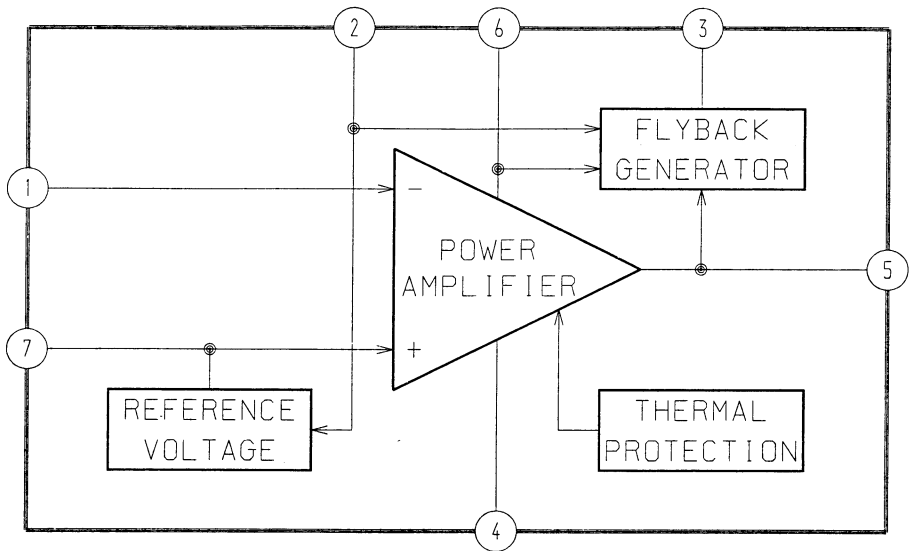 2
6
3
FLYBACK
GENERATOR
1
−
POWER
AMPLIFIER
5
7
+
REFERENCE
VOLTAGE
THERMAL
PROTECTION
4